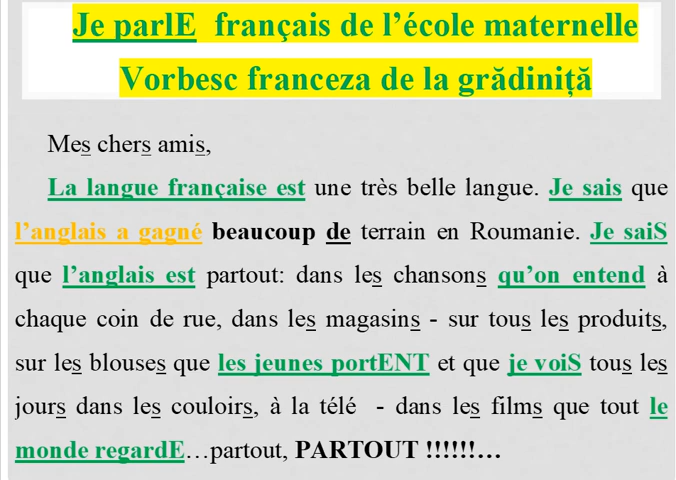 Je parlE français de l’école maternelle
Vorbesc franceza de la grădiniță
Mes chers amis,
La langue française est une très belle langue. Je sais que
l’anglais a gagné beaucoup de terrain en Roumanie. Je saiS
que l’anglais est partout: dans les chansons qu’on entend à
chaque coin de rue, dans les magasins - sur tous les produits,
sur les blouses que les jeunes portENT et que je voiS tous les
jours dans les couloirs, à la télé - dans les films que tout le
monde regardE…partout, PARTOUT !!!!!!…